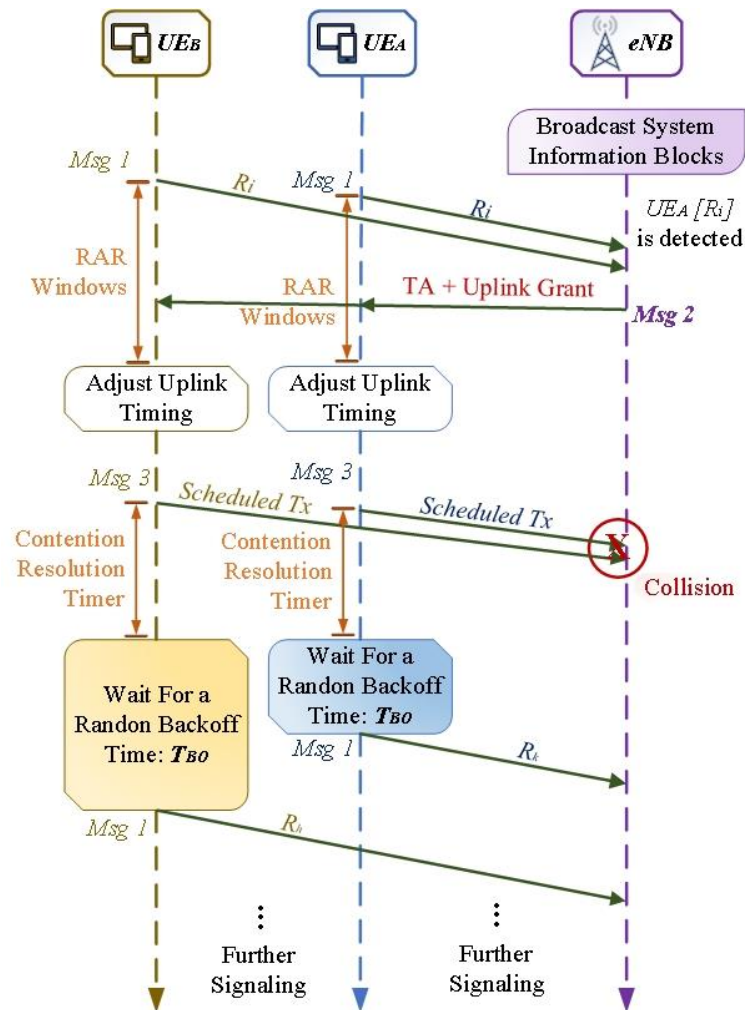 UEB
UEA
eNB
Broadcast System
Information Blocks
Msg 1
Msg 1
Ri
Ri
UEA [Ri]
is detected
RAR
Windows
RAR
Windows
TA + Uplink Grant
Msg 2
Adjust Uplink
Timing
Adjust Uplink
Timing
Msg 3
Msg 3
Scheduled Tx
Scheduled Tx
Contention
Resolution
Timer
Contention
Resolution
Timer
X
Collision
Wait For a
Randon Backoff
Time: TBO
Wait For a
Randon Backoff
Time: TBO
Msg 1
Rk
Msg 1
Rh
⋮
Further
Signaling
⋮
Further
Signaling